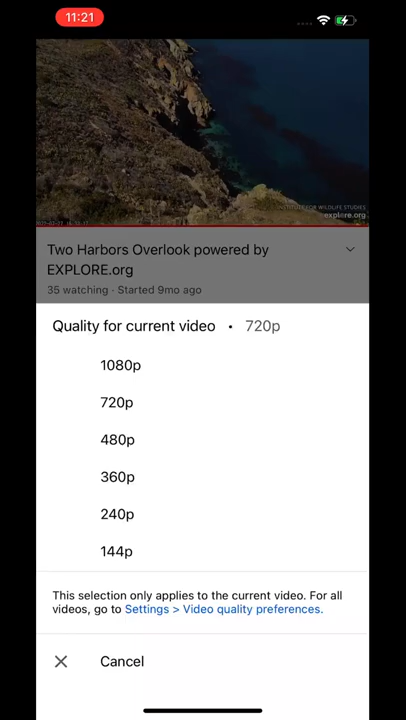 11:21
explore.org
Two Harbors Overlook powered by
EXPLORE.org
35 watching · Started 9mo ago
Quality for current video • 720p
1080p
720p
480p
360p
240p
144p
This selection only applies to the current video. For all
videos, go to Settings > Video quality preferences.
Cancel